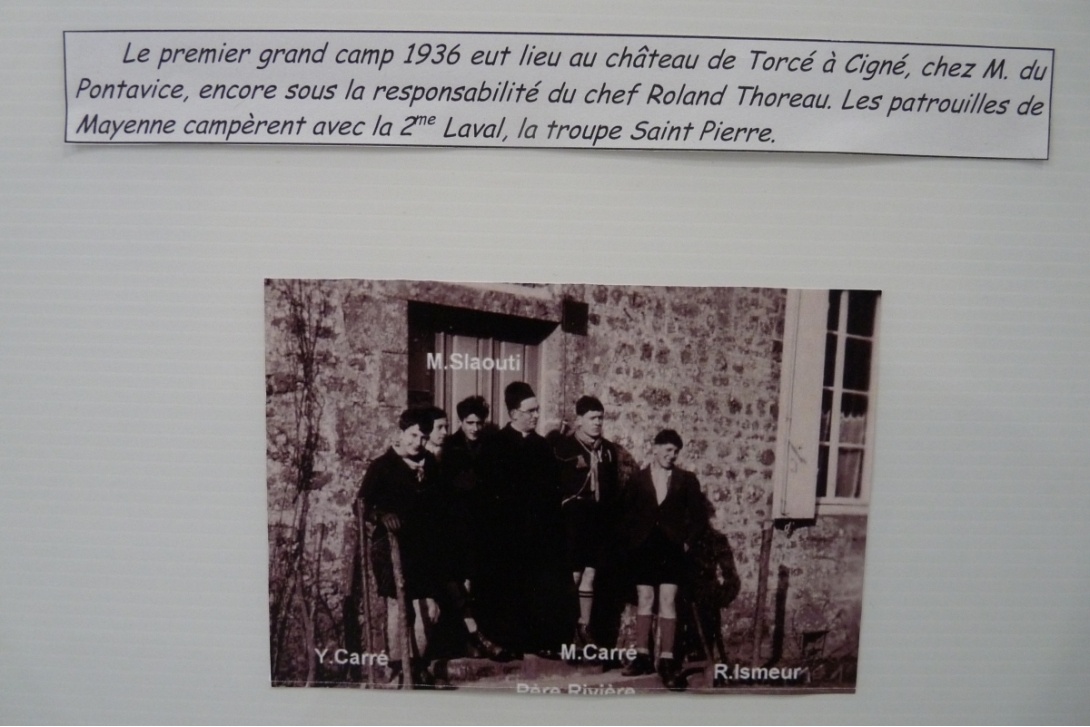 Le premier grand camp 1936 eut lieu au château de Torcé à Cigné, chez M. du
Pontavice, encore sous la responsabilité du chef Roland Thoreau. Les patrouilles de
Mayenne campèrent avec la 2me Laval, la troupe Saint Pierre.
M.Slaouti
Y.Carré
M.Carré
R.Ismeur
Père Rivière